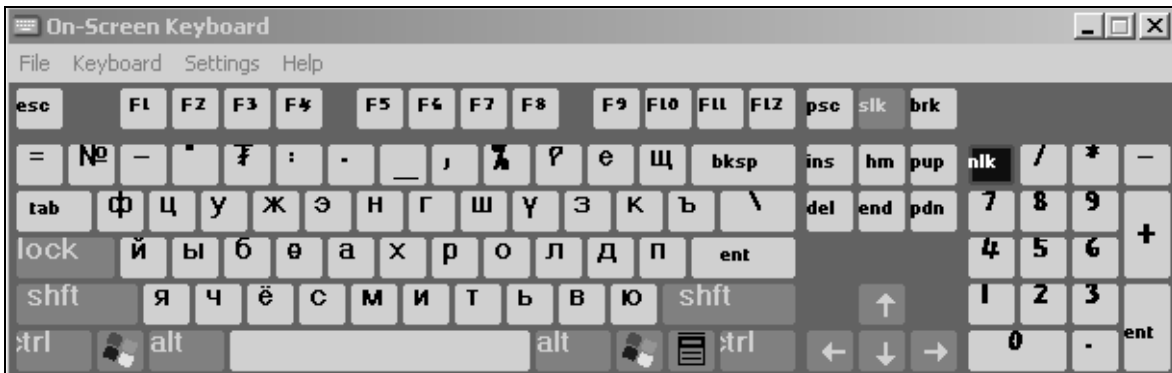 On-Screen Keyboard
File Keyboard Settings Help
esc F1 F2 F3 F4 F5 F6 F7 F8 F9 F10 F11 F12 psc slk brk
= № – " ₮ : . _ , % ? е щ bksp ins hm pup nlk / * –
tab ф ц у ж э н г ш ү з к ъ \ del end pdn 7 8 9 +
lock й ы б ө а х р о л д п ent 4 5 6
shft я ч ё с м и т ь в ю shft ↑ 1 2 3 ent
ctrl alt alt ctrl ← ↓ → 0 .